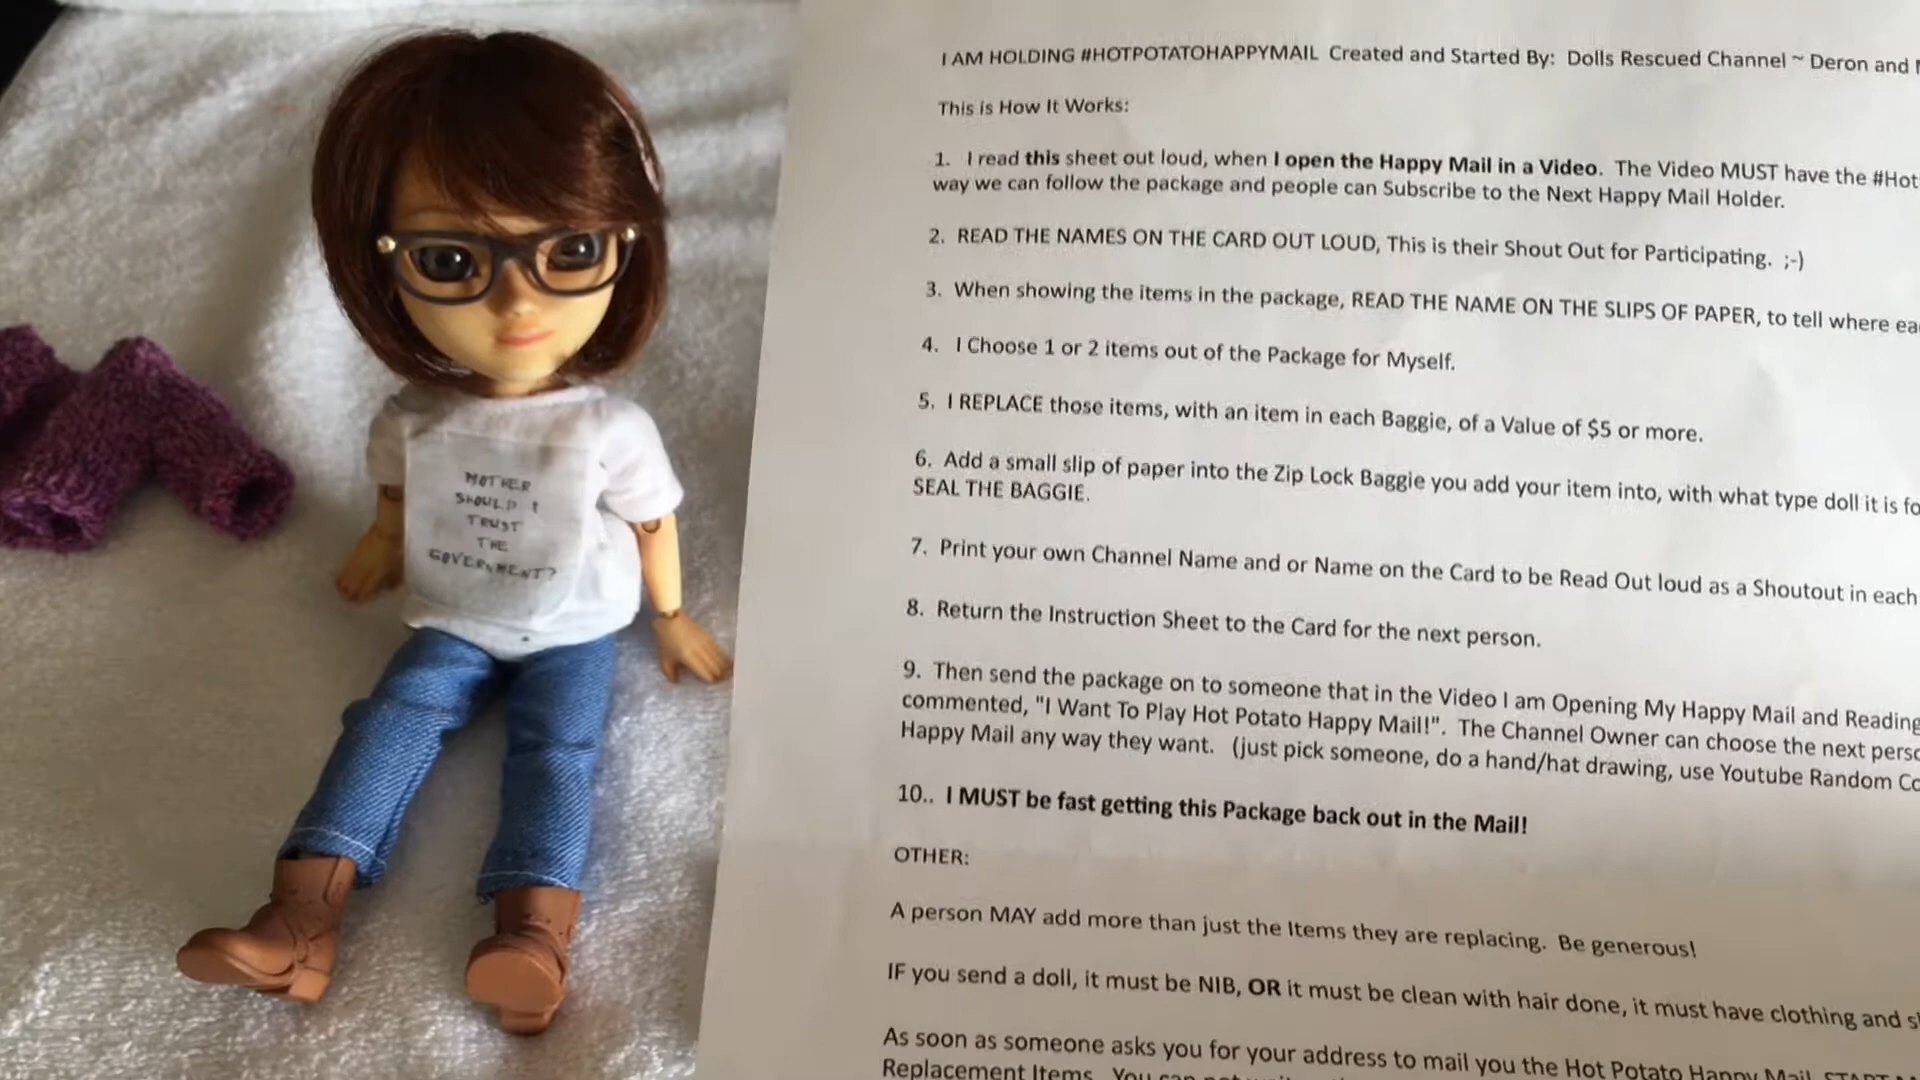 MOTHER
SHOULD I
TRUST
THE
GOVERNMENT?
I AM HOLDING #HOTPOTATOHAPPYMAIL Created and Started By: Dolls Rescued Channel ~ Deron and
This is How It Works:
1. I read this sheet out loud, when I open the Happy Mail in a Video. The Video MUST have the #Hot
way we can follow the package and people can Subscribe to the Next Happy Mail Holder.
2. READ THE NAMES ON THE CARD OUT LOUD, This is their Shout Out for Participating. ;-)
3. When showing the items in the package, READ THE NAME ON THE SLIPS OF PAPER, to tell where ea
4. I Choose 1 or 2 items out of the Package for Myself.
5. I REPLACE those items, with an item in each Baggie, of a Value of $5 or more.
6. Add a small slip of paper into the Zip Lock Baggie you add your item into, with what type doll it is fo
SEAL THE BAGGIE.
7. Print your own Channel Name and or Name on the Card to be Read Out loud as a Shoutout in each
8. Return the Instruction Sheet to the Card for the next person.
9. Then send the package on to someone that in the Video I am Opening My Happy Mail and Reading
commented, "I Want To Play Hot Potato Happy Mail!". The Channel Owner can choose the next perso
Happy Mail any way they want. (just pick someone, do a hand/hat drawing, use Youtube Random Co
10.. I MUST be fast getting this Package back out in the Mail!
OTHER:
A person MAY add more than just the Items they are replacing. Be generous!
IF you send a doll, it must be NIB, OR it must be clean with hair done, it must have clothing and s
As soon as someone asks you for your address to mail you the Hot Potato Happy Mail, START
Replacement Items. You can not